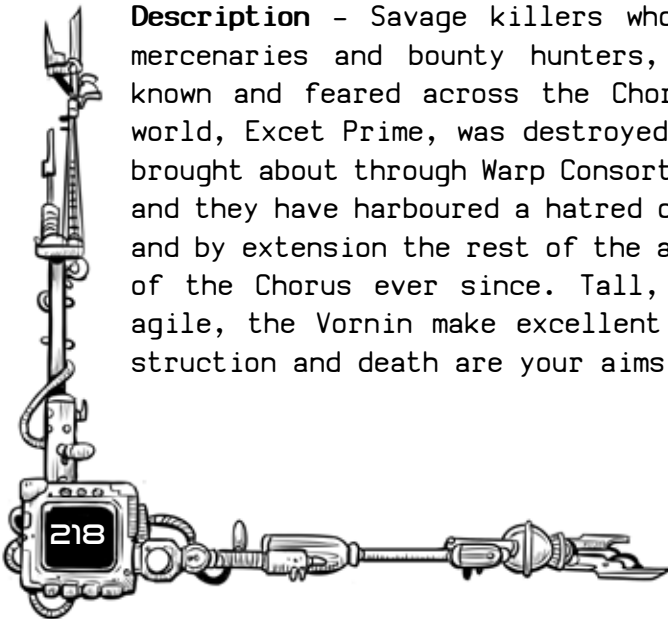 Description – Savage killers who
mercenaries and bounty hunters,
known and feared across the Chor
world, Excet Prime, was destroyed
brought about through Warp Consort
and they have harboured a hatred o
and by extension the rest of the a
of the Chorus ever since. Tall,
agile, the Vornin make excellent
struction and death are your aims
218